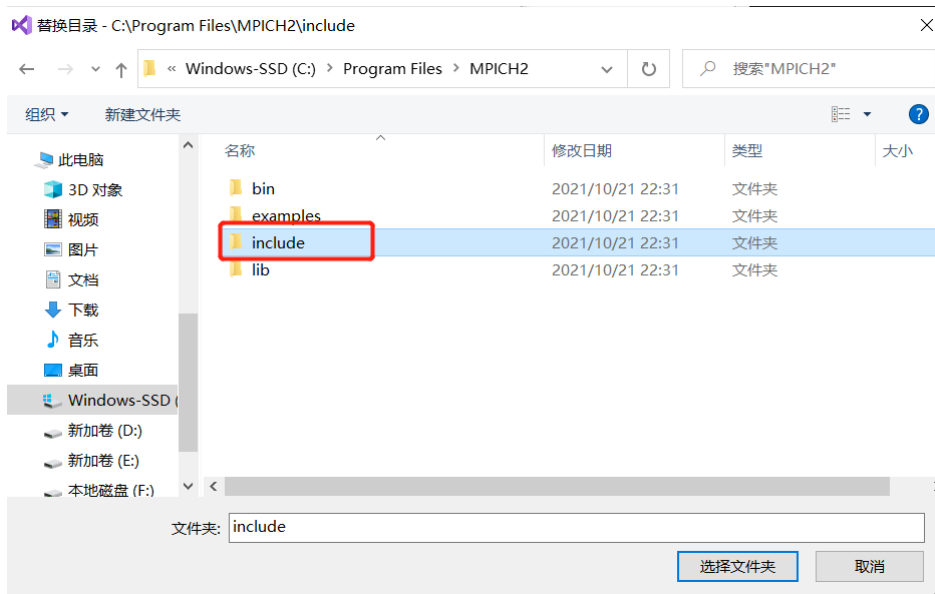 替换目录 - C:\Program Files\MPICH2\include
« Windows-SSD (C:) › Program Files › MPICH2
搜索"MPICH2"
组织 新建文件夹
?
此电脑
3D 对象
视频
图片
文档
下载
音乐
桌面
Windows-SSD (
新加卷 (D:)
新加卷 (E:)
本地磁盘 (F:)
名称 修改日期 类型 大小
bin 2021/10/21 22:31 文件夹
examples 2021/10/21 22:31 文件夹
include 2021/10/21 22:31 文件夹
lib 2021/10/21 22:31 文件夹
文件夹: include
选择文件夹 取消